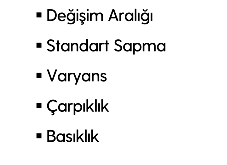 ▪ Değişim Aralığı
▪ Standart Sapma
▪ Varyans
▪ Çarpıklık
▪ Basıklık